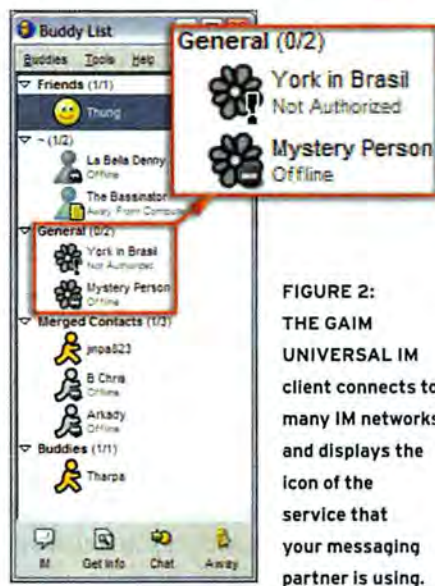 Buddy List
Buddies Tools Help
Friends (1/1)
Thung
~ (1/2)
La Bella Denny
Offline
The Bassinator
Away From Computer
General (0/2)
York in Brasil
Not Authorized
Mystery Person
Offline
Merged Contacts (1/3)
jinpa823
B Chris
Offline
Arkady
Offline
Buddies (1/1)
Tharpa
IM Get Info Chat Away
General (0/2)
York in Brasil
Not Authorized
Mystery Person
Offline
FIGURE 2:
THE GAIM
UNIVERSAL IM
client connects to
many IM networks
and displays the
icon of the
service that
your messaging
partner is using.